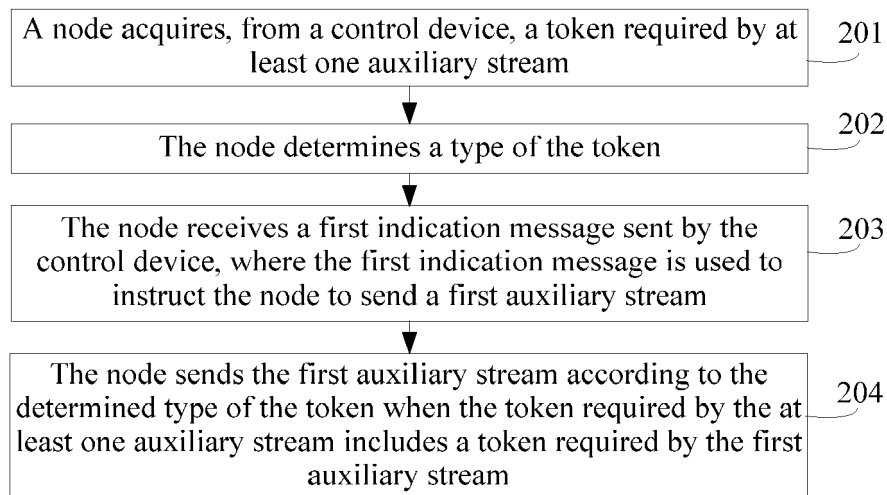 A node acquires, from a control device, a token required by at
least one auxiliary stream
201
The node determines a type of the token
202
The node receives a first indication message sent by the
control device, where the first indication message is used to
instruct the node to send a first auxiliary stream
203
The node sends the first auxiliary stream according to the
determined type of the token when the token required by the at
least one auxiliary stream includes a token required by the first
auxiliary stream
204